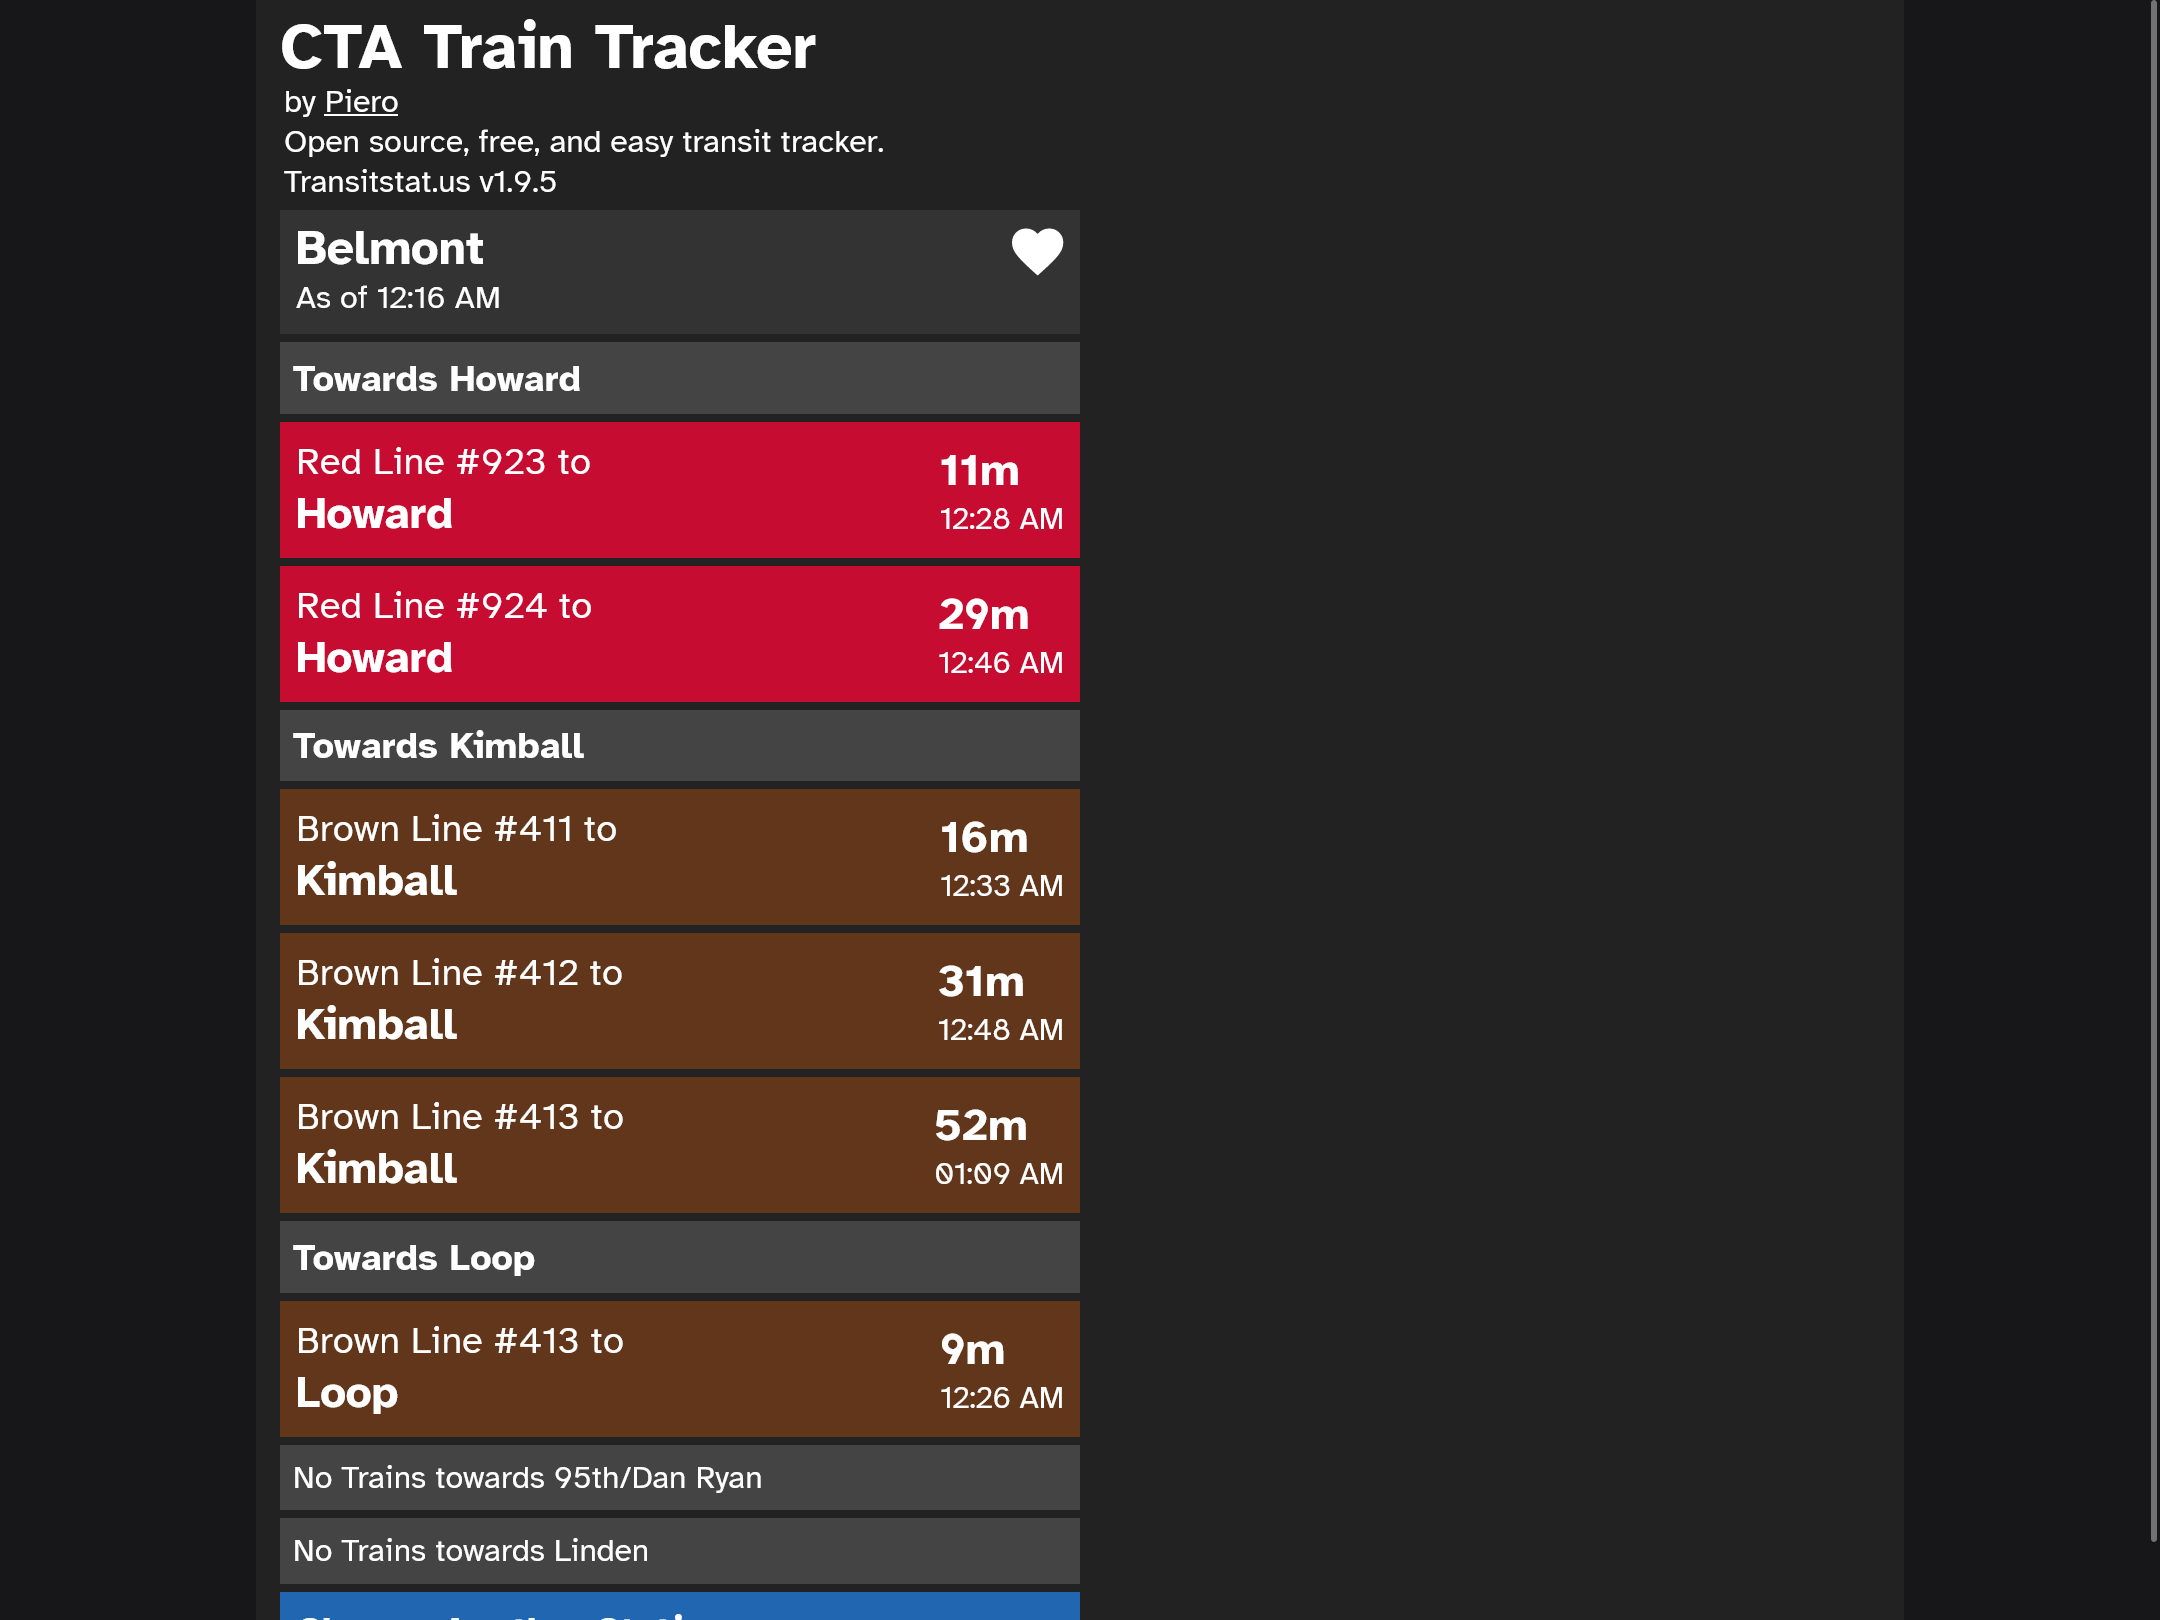 CTA Train Tracker
by Piero
Open source, free, and easy transit tracker.
Transitstat.us v1.9.5
Belmont
As of 12:16 AM
Towards Howard
Red Line #923 to
Howard
11m
12:28 AM
Red Line #924 to
Howard
29m
12:46 AM
Towards Kimball
Brown Line #411 to
Kimball
16m
12:33 AM
Brown Line #412 to
Kimball
31m
12:48 AM
Brown Line #413 to
Kimball
52m
01:09 AM
Towards Loop
Brown Line #413 to
Loop
9m
12:26 AM
No Trains towards 95th/Dan Ryan
No Trains towards Linden